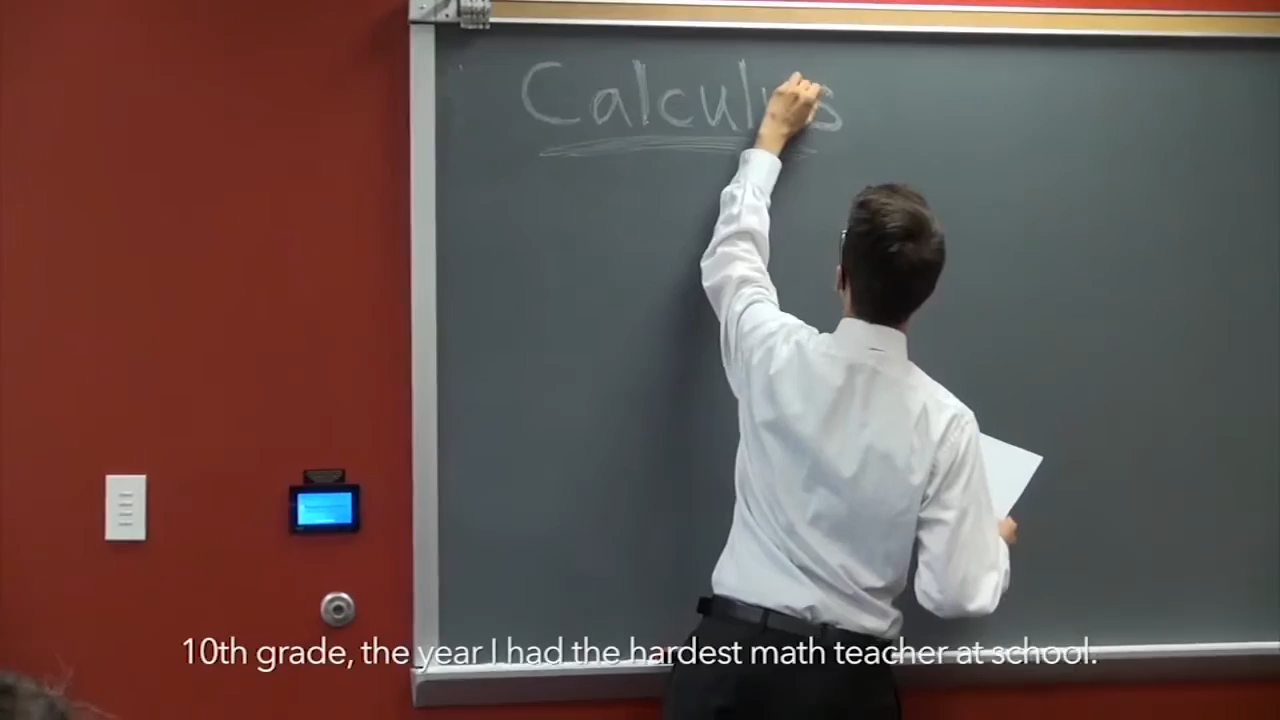 Calculus
10th grade, the year I had the hardest math teacher at school.